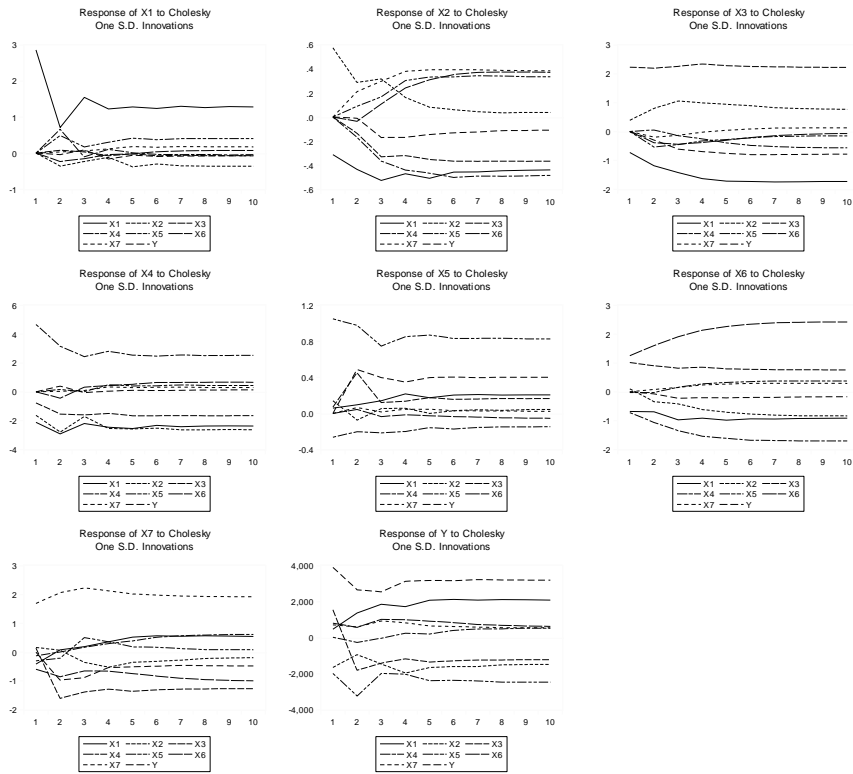 Response of X1 to Cholesky
One S.D. Innovations
3
2
1
0
-1
1 2 3 4 5 6 7 8 9 10
X1 X2 X3
X4 X5 X6
X7 Y
Response of X2 to Cholesky
One S.D. Innovations
.6
.4
.2
.0
-.2
-.4
-.6
1 2 3 4 5 6 7 8 9 10
X1 X2 X3
X4 X5 X6
X7 Y
Response of X3 to Cholesky
One S.D. Innovations
3
2
1
0
-1
-2
1 2 3 4 5 6 7 8 9 10
X1 X2 X3
X4 X5 X6
X7 Y
Response of X4 to Cholesky
One S.D. Innovations
6
4
2
0
-2
-4
1 2 3 4 5 6 7 8 9 10
X1 X2 X3
X4 X5 X6
X7 Y
Response of X5 to Cholesky
One S.D. Innovations
1.2
0.8
0.4
0.0
-0.4
1 2 3 4 5 6 7 8 9 10
X1 X2 X3
X4 X5 X6
X7 Y
Response of X6 to Cholesky
One S.D. Innovations
3
2
1
0
-1
-2
1 2 3 4 5 6 7 8 9 10
X1 X2 X3
X4 X5 X6
X7 Y
Response of X7 to Cholesky
One S.D. Innovations
3
2
1
0
-1
-2
1 2 3 4 5 6 7 8 9 10
X1 X2 X3
X4 X5 X6
X7 Y
Response of Y to Cholesky
One S.D. Innovations
4,000
2,000
0
-2,000
-4,000
1 2 3 4 5 6 7 8 9 10
X1 X2 X3
X4 X5 X6
X7 Y